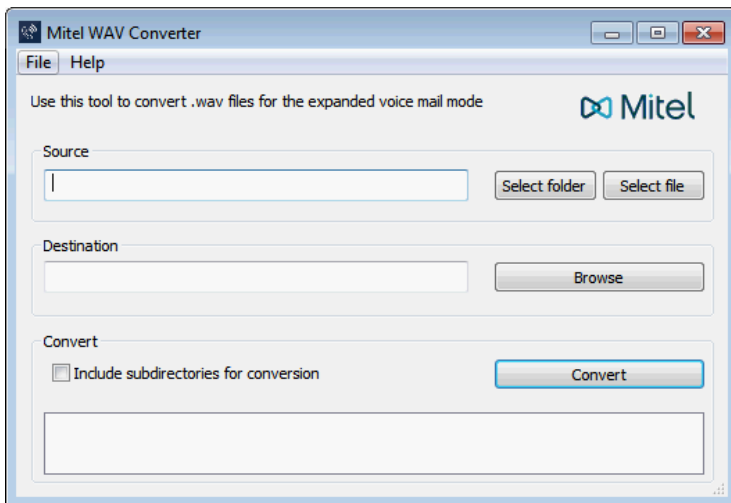 Mitel WAV Converter
File Help
Use this tool to convert .wav files for the expanded voice mail mode
Mitel
Source
Select folder Select file
Destination
Browse
Convert
Include subdirectories for conversion
Convert